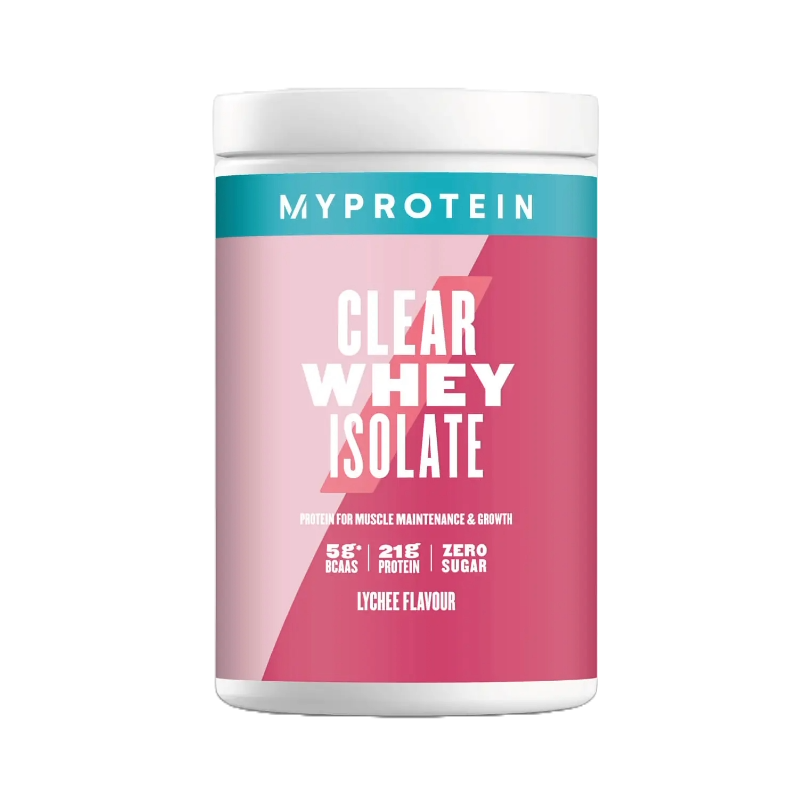 MYPROTEIN
CLEAR
WHEY
ISOLATE
PROTEIN FOR MUSCLE MAINTENANCE & GROWTH
5g* BCAAS
21g PROTEIN
ZERO SUGAR
LYCHEE FLAVOUR